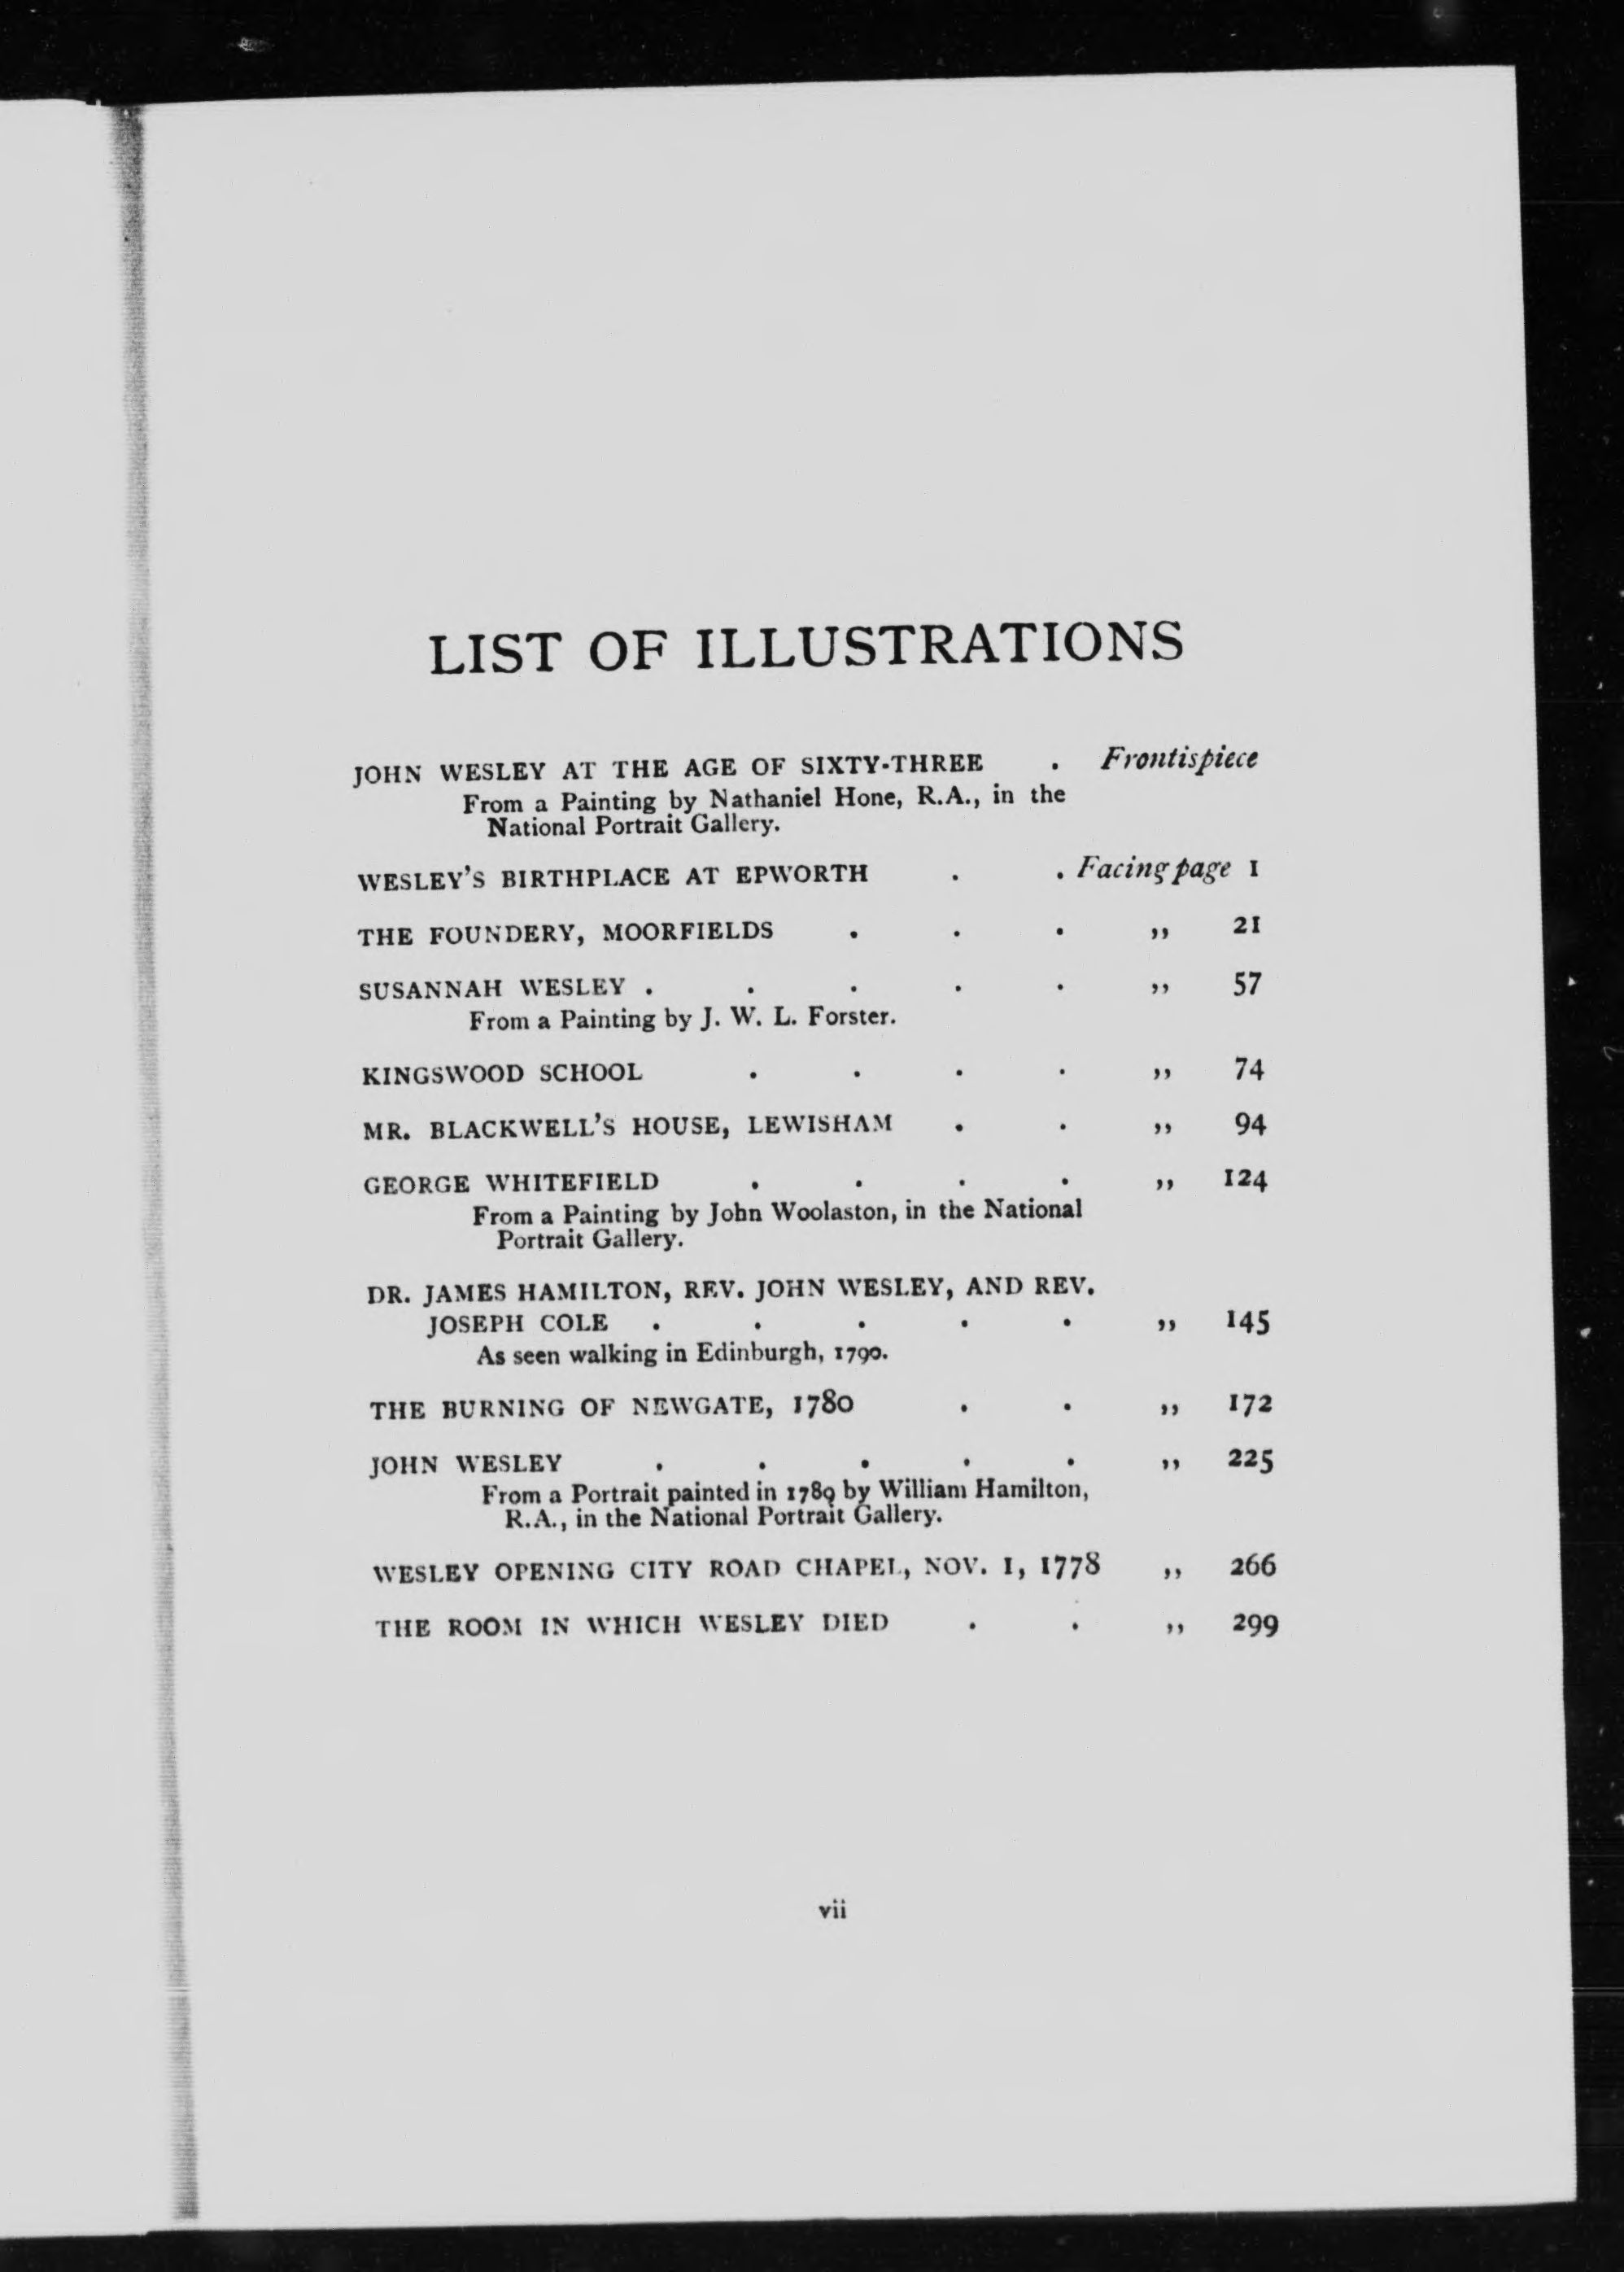 LIST OF ILLUSTRATIONS
JOHN WESLEY AT THE AGE OF SIXTY-THREE . Frontispiece
From a Painting by Nathaniel Hone, R.A., in the
National Portrait Gallery.
WESLEY'S BIRTHPLACE AT EPWORTH . . Facing page 1
THE FOUNDERY, MOORFIELDS . . . ,, 21
SUSANNAH WESLEY . . . . . ,, 57
From a Painting by J. W. L. Forster.
KINGSWOOD SCHOOL . . . . ,, 74
MR. BLACKWELL'S HOUSE, LEWISHAM . . ,, 94
GEORGE WHITEFIELD . . . . ,, 124
From a Painting by John Woolaston, in the National
Portrait Gallery.
DR. JAMES HAMILTON, REV. JOHN WESLEY, AND REV.
JOSEPH COLE . . . . . ,, 145
As seen walking in Edinburgh, 1790.
THE BURNING OF NEWGATE, 1780 . . ,, 172
JOHN WESLEY . . . . . ,, 225
From a Portrait painted in 1789 by William Hamilton,
R.A., in the National Portrait Gallery.
WESLEY OPENING CITY ROAD CHAPEL, NOV. 1, 1778 ,, 266
THE ROOM IN WHICH WESLEY DIED . . ,, 299
vii